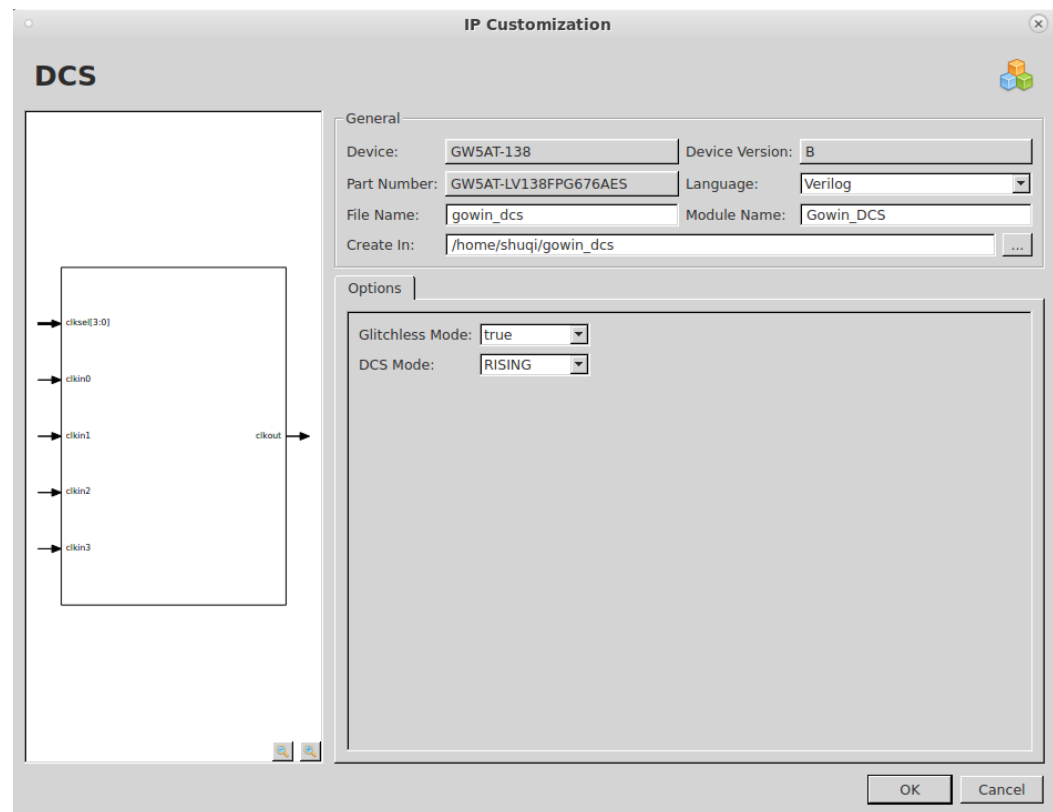 IP Customization
DCS
General
Device: GW5AT-138 Device Version: B
Part Number: GW5AT-LV138FPG676AES Language: Verilog
File Name: gowin_dcs Module Name: Gowin_DCS
Create In: /home/shuqi/gowin_dcs ...
Options
Glitchless Mode: true
DCS Mode: RISING
clksel[3:0]
clkin0
clkin1 clkout
clkin2
clkin3
OK Cancel